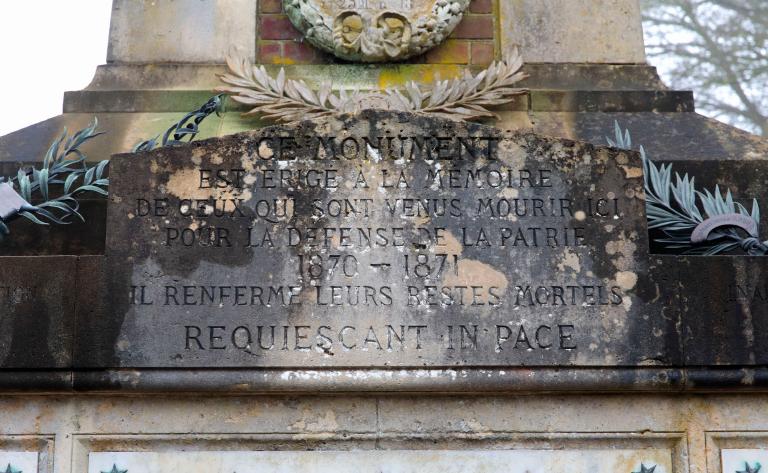 CE MONUMENT
EST ÉRIGÉ A LA MÉMOIRE
DE CEUX QUI SONT VENUS MOURIR ICI
POUR LA DÉFENSE DE LA PATRIE
1870 — 1871
IL RENFERME LEURS RESTES MORTELS
REQUIESCANT IN PACE